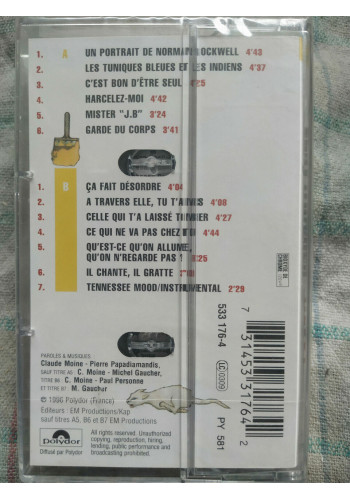 A
1. UN PORTRAIT DE NORMAN ROCKWELL 4'43
2. LES TUNIQUES BLEUES ET LES INDIENS 4'37
3. C'EST BON D'ÊTRE SEUL 4'25
4. HARCELEZ-MOI 4'42
5. MISTER "J.B" 3'24
6. GARDE DU CORPS 3'41
B
1. ÇA FAIT DÉSORDRE 4'04
2. A TRAVERS ELLE, TU T'AIMES 4'08
3. CELLE QUI T'A LAISSÉ TOMBER 4'27
4. CE QUI NE VA PAS CHEZ MOI 4'44
5. QU'EST-CE QU'ON ALLUME,
QU'ON N'REGARDE PAS ? 3'25
6. IL CHANTE, IL GRATTE
7. TENNESSEE MOOD/INSTRUMENTAL 2'29
PAROLES & MUSIQUES
Claude Moine - Pierre Papadiamandis,
sauf TITRE A5 C. Moine - Michel Gaucher,
TITRE B6 C. Moine - Paul Personne
ET TITRE B7 M. Gaucher
© 1996 Polydor (France)
Editeurs : EM Productions/Kap
sauf titres A5, B6 et B7 EM Productions
polydor
Diffusé par Polydor
All rights reserved.
Unauthorized
copying, reproduction, hiring,
lending, public performance and
broadcasting prohibited.
533 176-4
LC 00309
PY 581
7 31453 31764 2